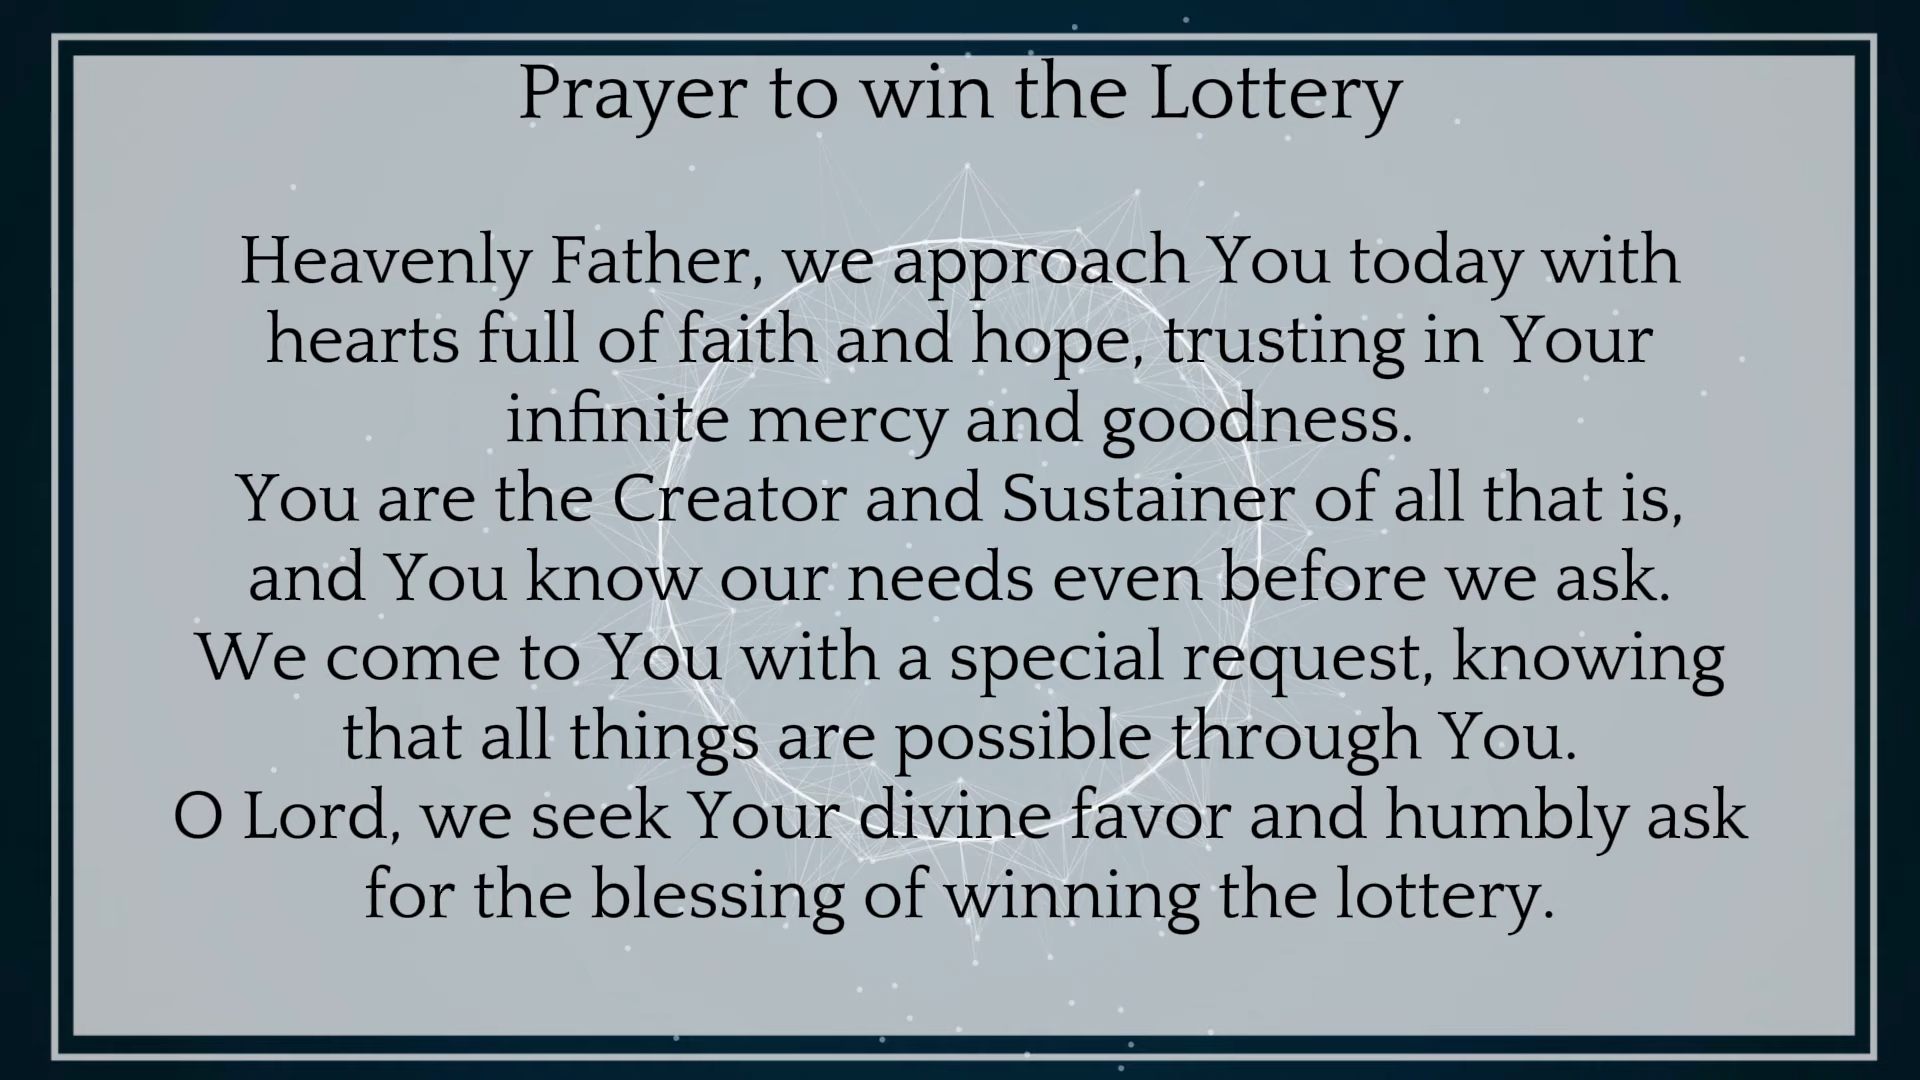 Prayer to win the Lottery
Heavenly Father, we approach You today with
hearts full of faith and hope, trusting in Your
infinite mercy and goodness.
You are the Creator and Sustainer of all that is,
and You know our needs even before we ask.
We come to You with a special request, knowing
that all things are possible through You.
O Lord, we seek Your divine favor and humbly ask
for the blessing of winning the lottery.